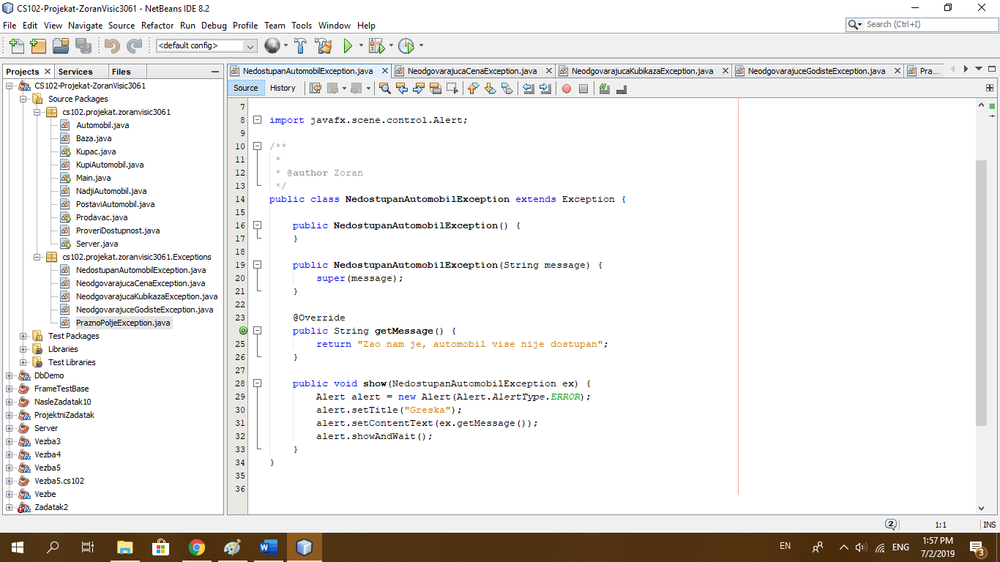 CS102-Projekat-ZoranVisic3061 - NetBeans IDE 8.2
File Edit View Navigate Source Refactor Run Debug Profile Team Tools Window Help
Search (Ctrl+I)
<default config>
Projects Services Files
CS102-Projekat-ZoranVisic3061
Source Packages
cs102.projekat.zoranvisic3061
Automobil.java
Baza.java
Kupac.java
KupiAutomobil.java
Main.java
NadjiAutomobil.java
PostaviAutomobil.java
Prodavac.java
ProveriDostupnost.java
Server.java
cs102.projekat.zoranvisic3061.Exceptions
NedostupanAutomobilException.java
NeodgovarajucaCenaException.java
NeodgovarajucaKubikazaException.java
NeodgovarajuceGodisteException.java
PraznoPoljeException.java
Test Packages
Libraries
Test Libraries
DbDemo
FrameTestBase
NasleZadatak10
ProjektniZadatak
Server
Vezba3
Vezba4
Vezba5
Vezba5.cs102
Vezbe
Zadatak2
NedostupanAutomobilException.java NeodgovarajucaCenaException.java NeodgovarajucaKubikazaException.java NeodgovarajuceGodisteException.java Pra...
Source History
7
8 import javafx.scene.control.Alert;
9
10 /**
11 *
12 * @author Zoran
13 */
14 public class NedostupanAutomobilException extends Exception {
15
16 public NedostupanAutomobilException() {
17 }
18
19 public NedostupanAutomobilException(String message) {
20 super(message);
21 }
22
23 @Override
public String getMessage() {
25 return "Zao nam je, automobil vise nije dostupan";
26 }
27
28 public void show(NedostupanAutomobilException ex) {
29 Alert alert = new Alert(Alert.AlertType.ERROR);
30 alert.setTitle("Greska");
31 alert.setContentText(ex.getMessage());
32 alert.showAndWait();
33 }
34 }
35
36
2 1:1 INS
EN ENG 1:57 PM
7/2/2019 3